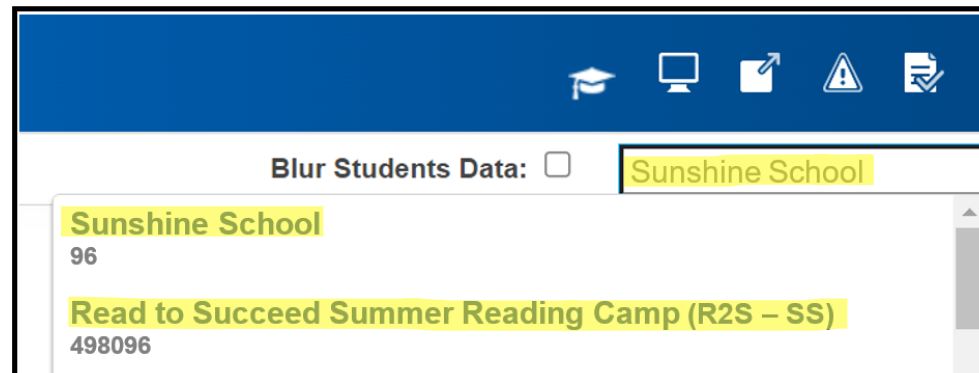 Blur Students Data: Sunshine School
Sunshine School
96
Read to Succeed Summer Reading Camp (R2S – SS)
498096